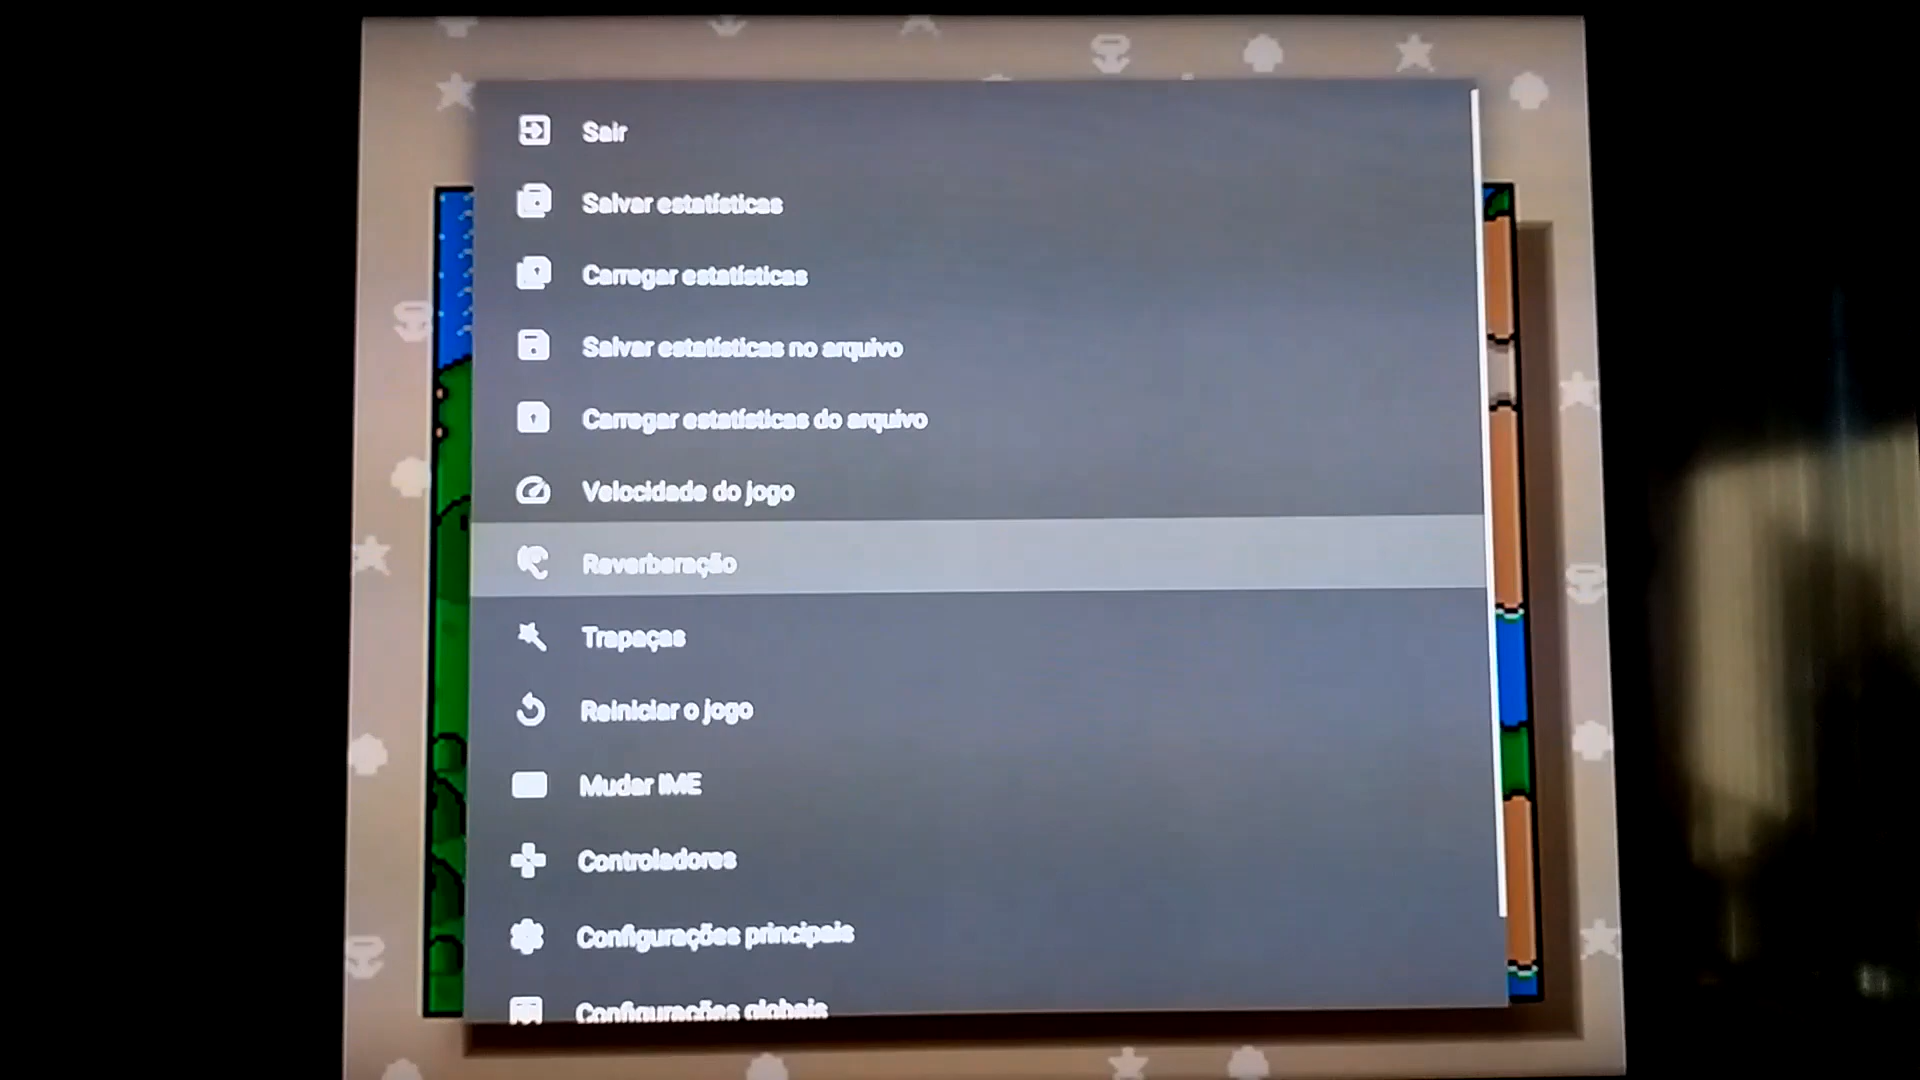 Sair
Salvar estatísticas
Carregar estatísticas
Salvar estatísticas no arquivo
Carregar estatísticas do arquivo
Velocidade do jogo
Reverberação
Trapaças
Reiniciar o jogo
Mudar IME
Controladores
Configurações principais
Configurações globais